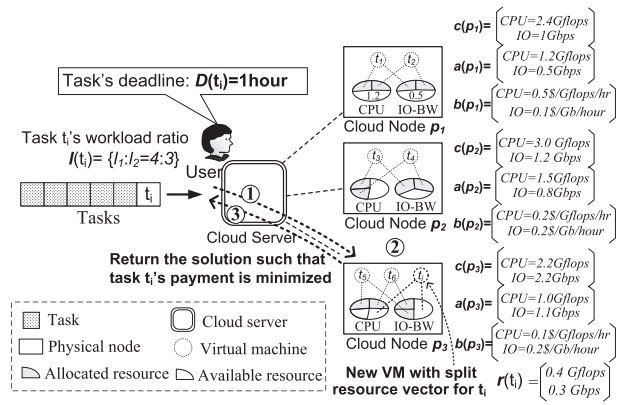 Task's deadline: D(tᵢ)=1hour
Task tᵢ's workload ratio
l(tᵢ)= {l₁:l₂=4:3}
User
tᵢ
Tasks
①
③
Cloud Server
②
Return the solution such that
task tᵢ's payment is minimized
t₁ t₂
1.2 0.5
CPU IO-BW
Cloud Node p₁
c(p₁)= CPU=2.4Gflops
IO=1Gbps
a(p₁)= CPU=1.2Gflops
IO=0.5Gbps
b(p₁)= CPU=0.5$/Gflops/hr
IO=0.1$/Gb/hour
t₃ t₄
CPU IO-BW
Cloud Node p₂
c(p₂)= CPU=3.0 Gflops
IO=1.2 Gbps
a(p₂)= CPU=1.5Gflops
IO=0.8Gbps
b(p₂)= CPU=0.2$/Gflops/hr
IO=0.2$/Gb/hour
t₅ t₆ tᵢ
CPU IO-BW
Cloud Node p₃
c(p₃)= CPU=2.2Gflops
IO=2.2Gbps
a(p₃)= CPU=1.0Gflops
IO=1.1Gbps
b(p₃)= CPU=0.1$/Gflops/hr
IO=0.2$/Gb/hour
New VM with split
resource vector for tᵢ
r(tᵢ) = 0.4 Gflops
0.3 Gbps
Task
Cloud server
Physical node
Virtual machine
Allocated resource
Available resource